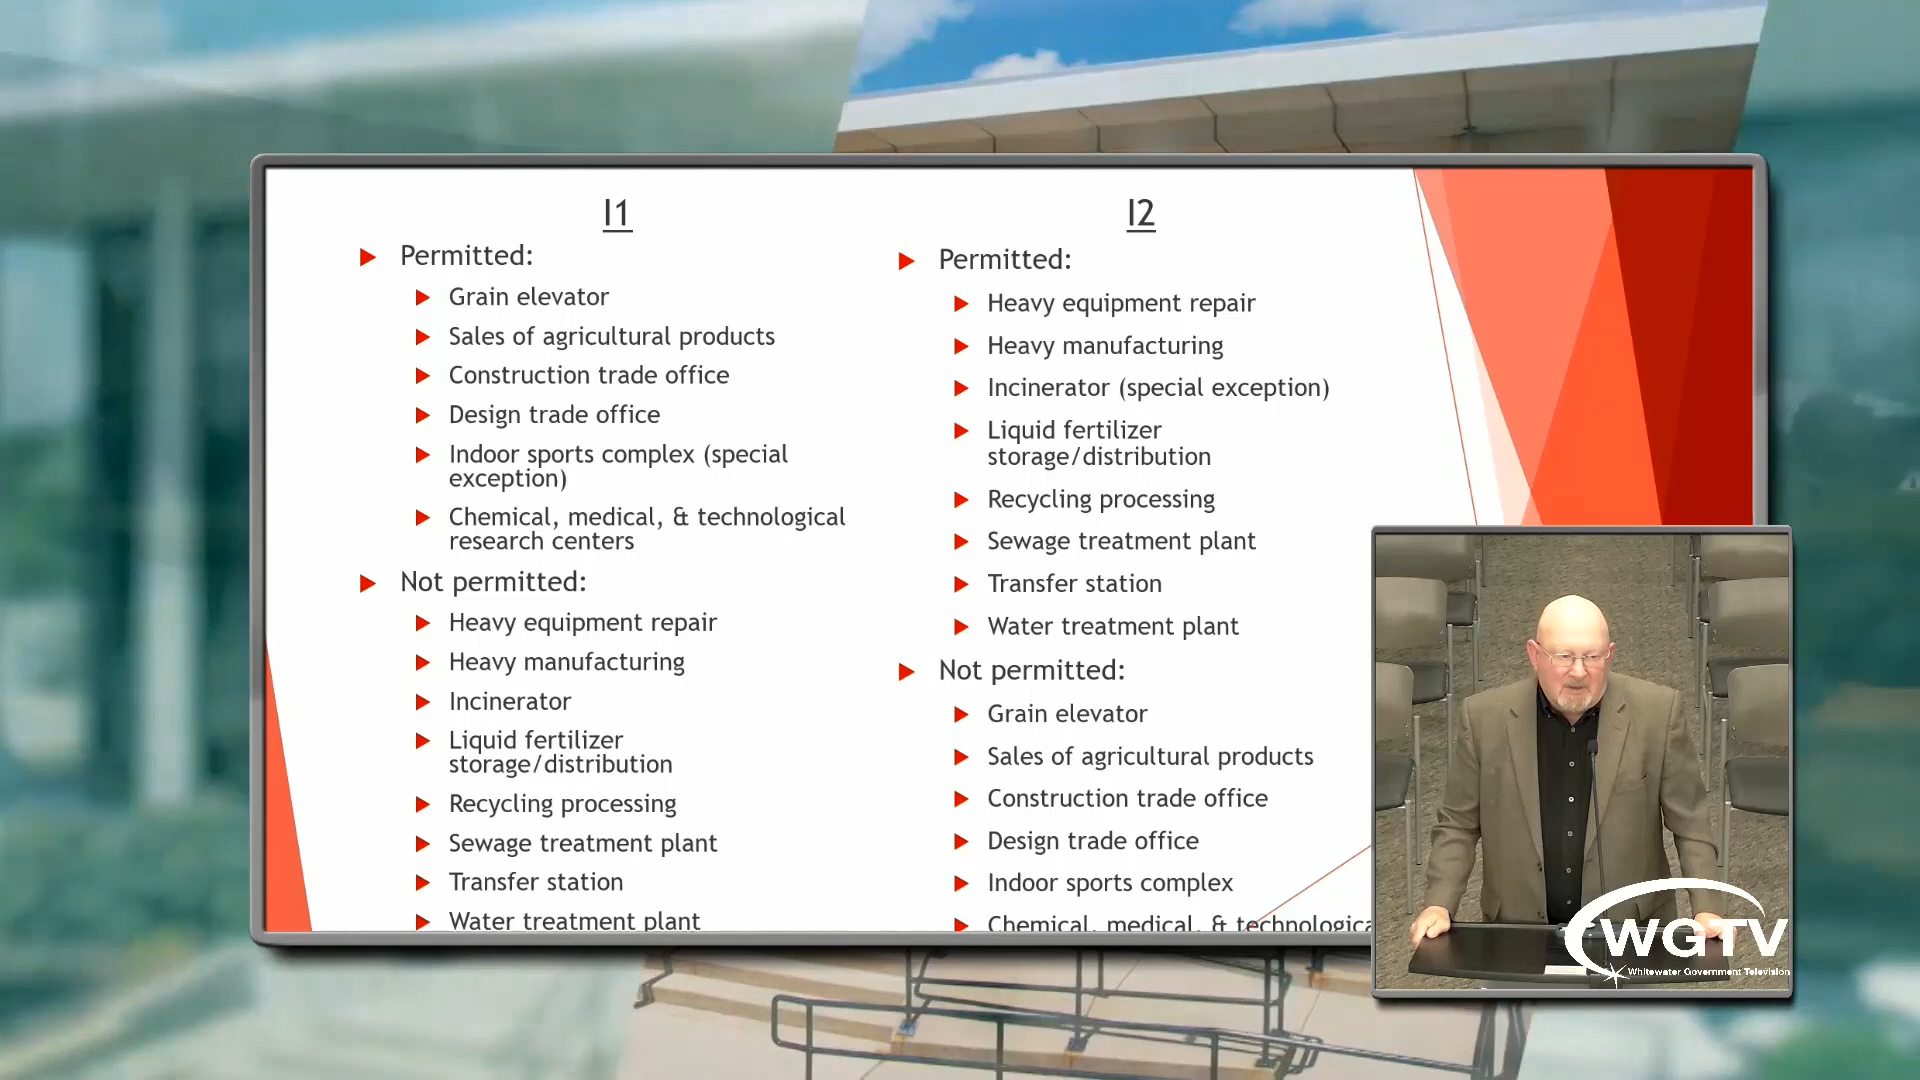 I1
Permitted:
Grain elevator
Sales of agricultural products
Construction trade office
Design trade office
Indoor sports complex (special
exception)
Chemical, medical, & technological
research centers
Not permitted:
Heavy equipment repair
Heavy manufacturing
Incinerator
Liquid fertilizer
storage/distribution
Recycling processing
Sewage treatment plant
Transfer station
Water treatment plant
I2
Permitted:
Heavy equipment repair
Heavy manufacturing
Incinerator (special exception)
Liquid fertilizer
storage/distribution
Recycling processing
Sewage treatment plant
Transfer station
Water treatment plant
Not permitted:
Grain elevator
Sales of agricultural products
Construction trade office
Design trade office
Indoor sports complex
Chemical, medical, & technologica
WGTV
Whitewater Government Television